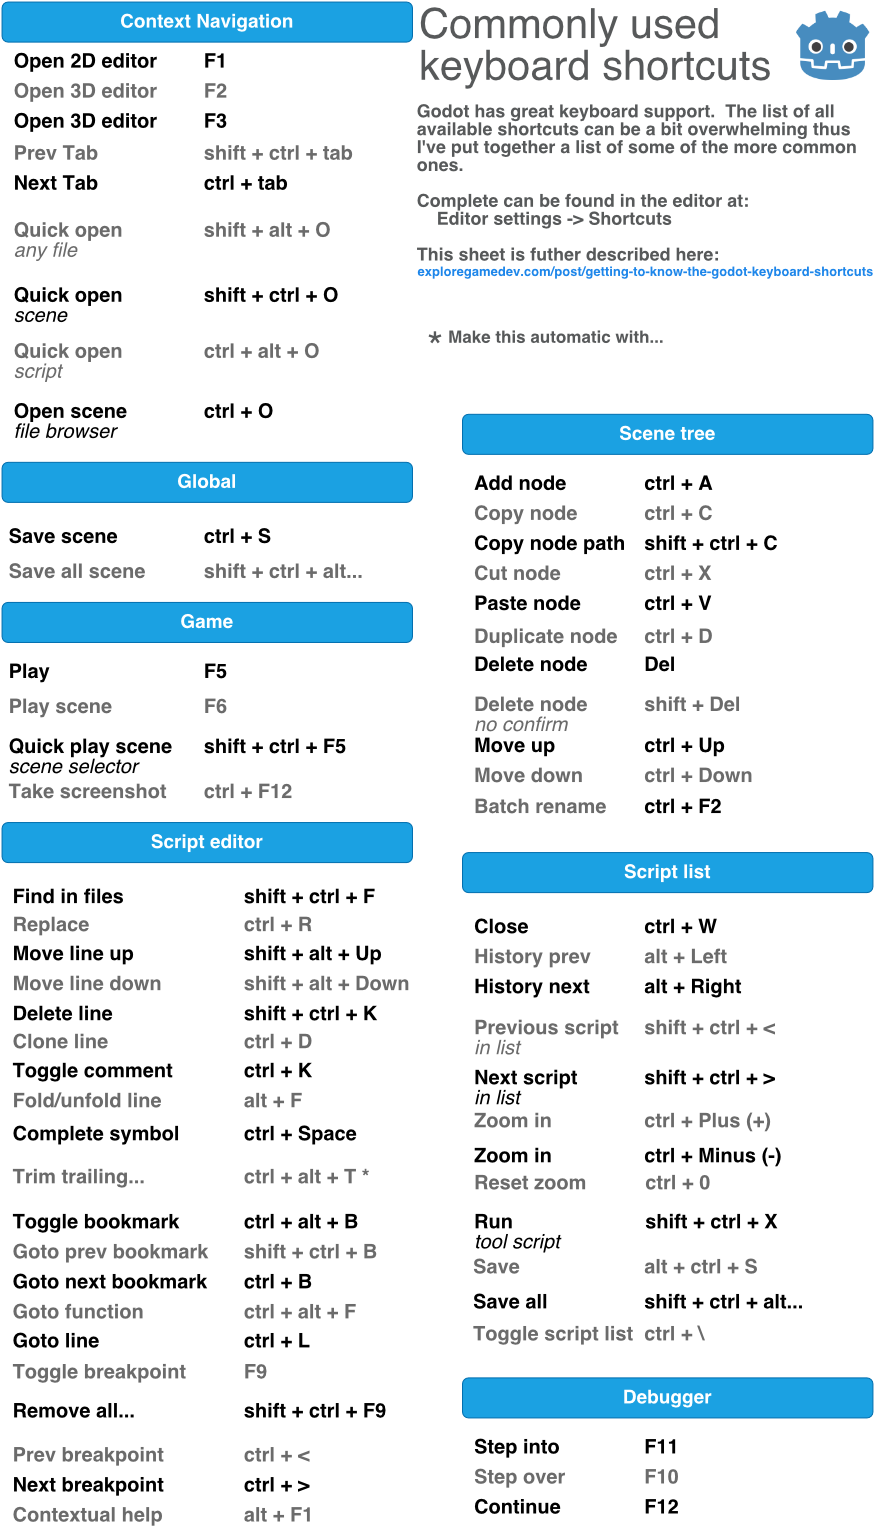 Commonly used
keyboard shortcuts
Godot has great keyboard support.  The list of all
available shortcuts can be a bit overwhelming thus
I've put together a list of some of the more common
ones.
Complete can be found in the editor at:
Editor settings -> Shortcuts
This sheet is futher described here:
exploregamedev.com/post/getting-to-know-the-godot-keyboard-shortcuts
* Make this automatic with...
Context Navigation
Open 2D editor F1
Open 3D editor F2
Open 3D editor F3
Prev Tab shift + ctrl + tab
Next Tab ctrl + tab
Quick open shift + alt + O
any file
Quick open shift + ctrl + O
scene
Quick open ctrl + alt + O
script
Open scene ctrl + O
file browser
Global
Save scene ctrl + S
Save all scene shift + ctrl + alt...
Game
Play F5
Play scene F6
Quick play scene shift + ctrl + F5
scene selector
Take screenshot ctrl + F12
Script editor
Find in files shift + ctrl + F
Replace ctrl + R
Move line up shift + alt + Up
Move line down shift + alt + Down
Delete line shift + ctrl + K
Clone line ctrl + D
Toggle comment ctrl + K
Fold/unfold line alt + F
Complete symbol ctrl + Space
Trim trailing... ctrl + alt + T *
Toggle bookmark ctrl + alt + B
Goto prev bookmark shift + ctrl + B
Goto next bookmark ctrl + B
Goto function ctrl + alt + F
Goto line ctrl + L
Toggle breakpoint F9
Remove all... shift + ctrl + F9
Prev breakpoint ctrl + <
Next breakpoint ctrl + >
Contextual help alt + F1
Scene tree
Add node ctrl + A
Copy node ctrl + C
Copy node path shift + ctrl + C
Cut node ctrl + X
Paste node ctrl + V
Duplicate node ctrl + D
Delete node Del
Delete node shift + Del
no confirm
Move up ctrl + Up
Move down ctrl + Down
Batch rename ctrl + F2
Script list
Close ctrl + W
History prev alt + Left
History next alt + Right
Previous script shift + ctrl + <
in list
Next script shift + ctrl + >
in list
Zoom in ctrl + Plus (+)
Zoom in ctrl + Minus (-)
Reset zoom ctrl + 0
Run shift + ctrl + X
tool script
Save alt + ctrl + S
Save all shift + ctrl + alt...
Toggle script list ctrl + \
Debugger
Step into F11
Step over F10
Continue F12